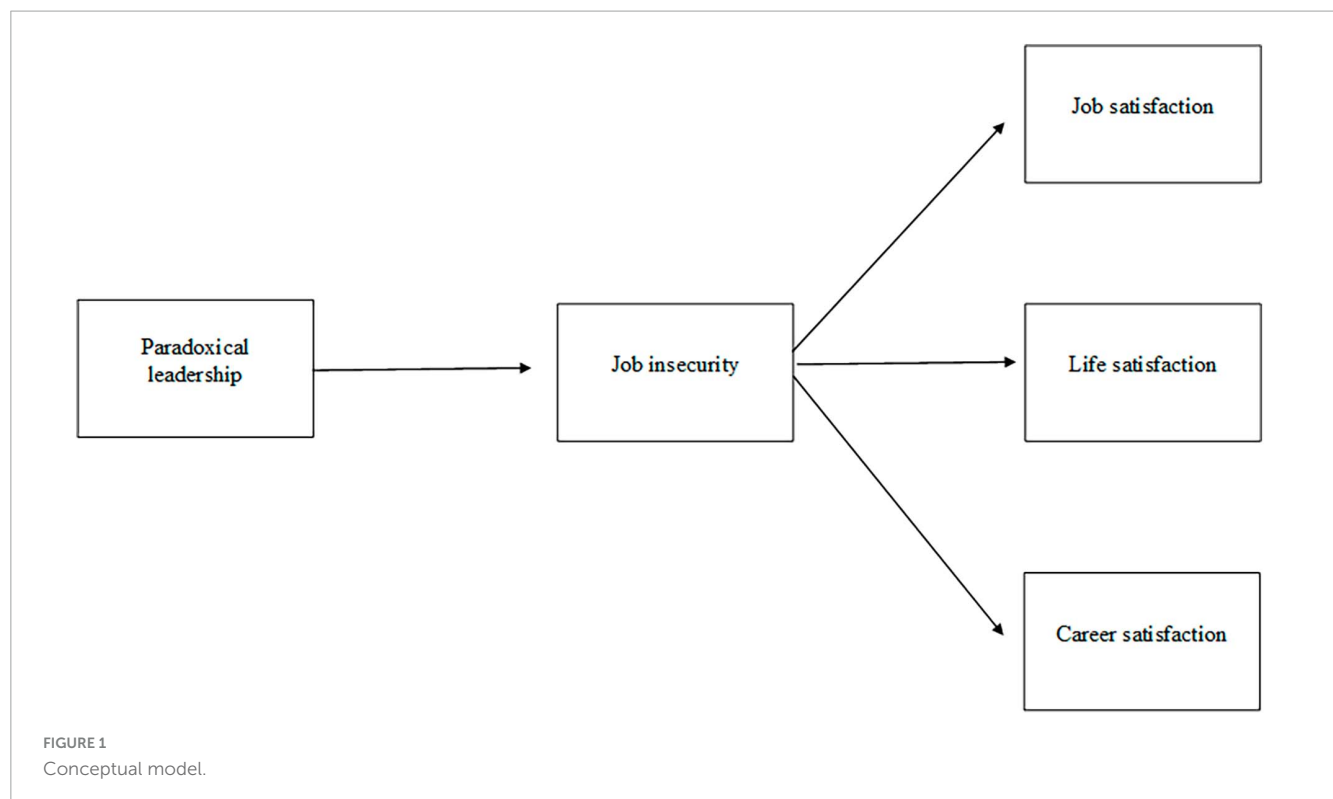 Job satisfaction
Paradoxical
leadership
Job insecurity
Life satisfaction
Career satisfaction
FIGURE 1
Conceptual model.